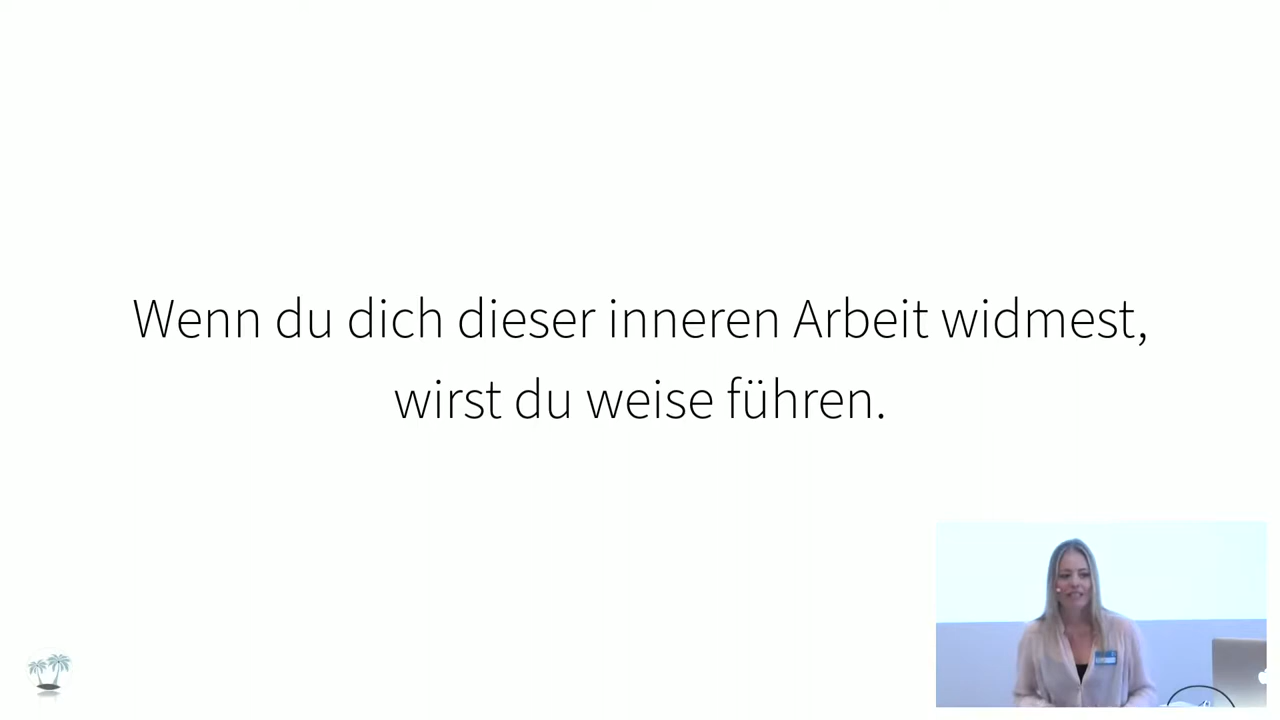 Wenn du dich dieser inneren Arbeit widmest,
wirst du weise führen.